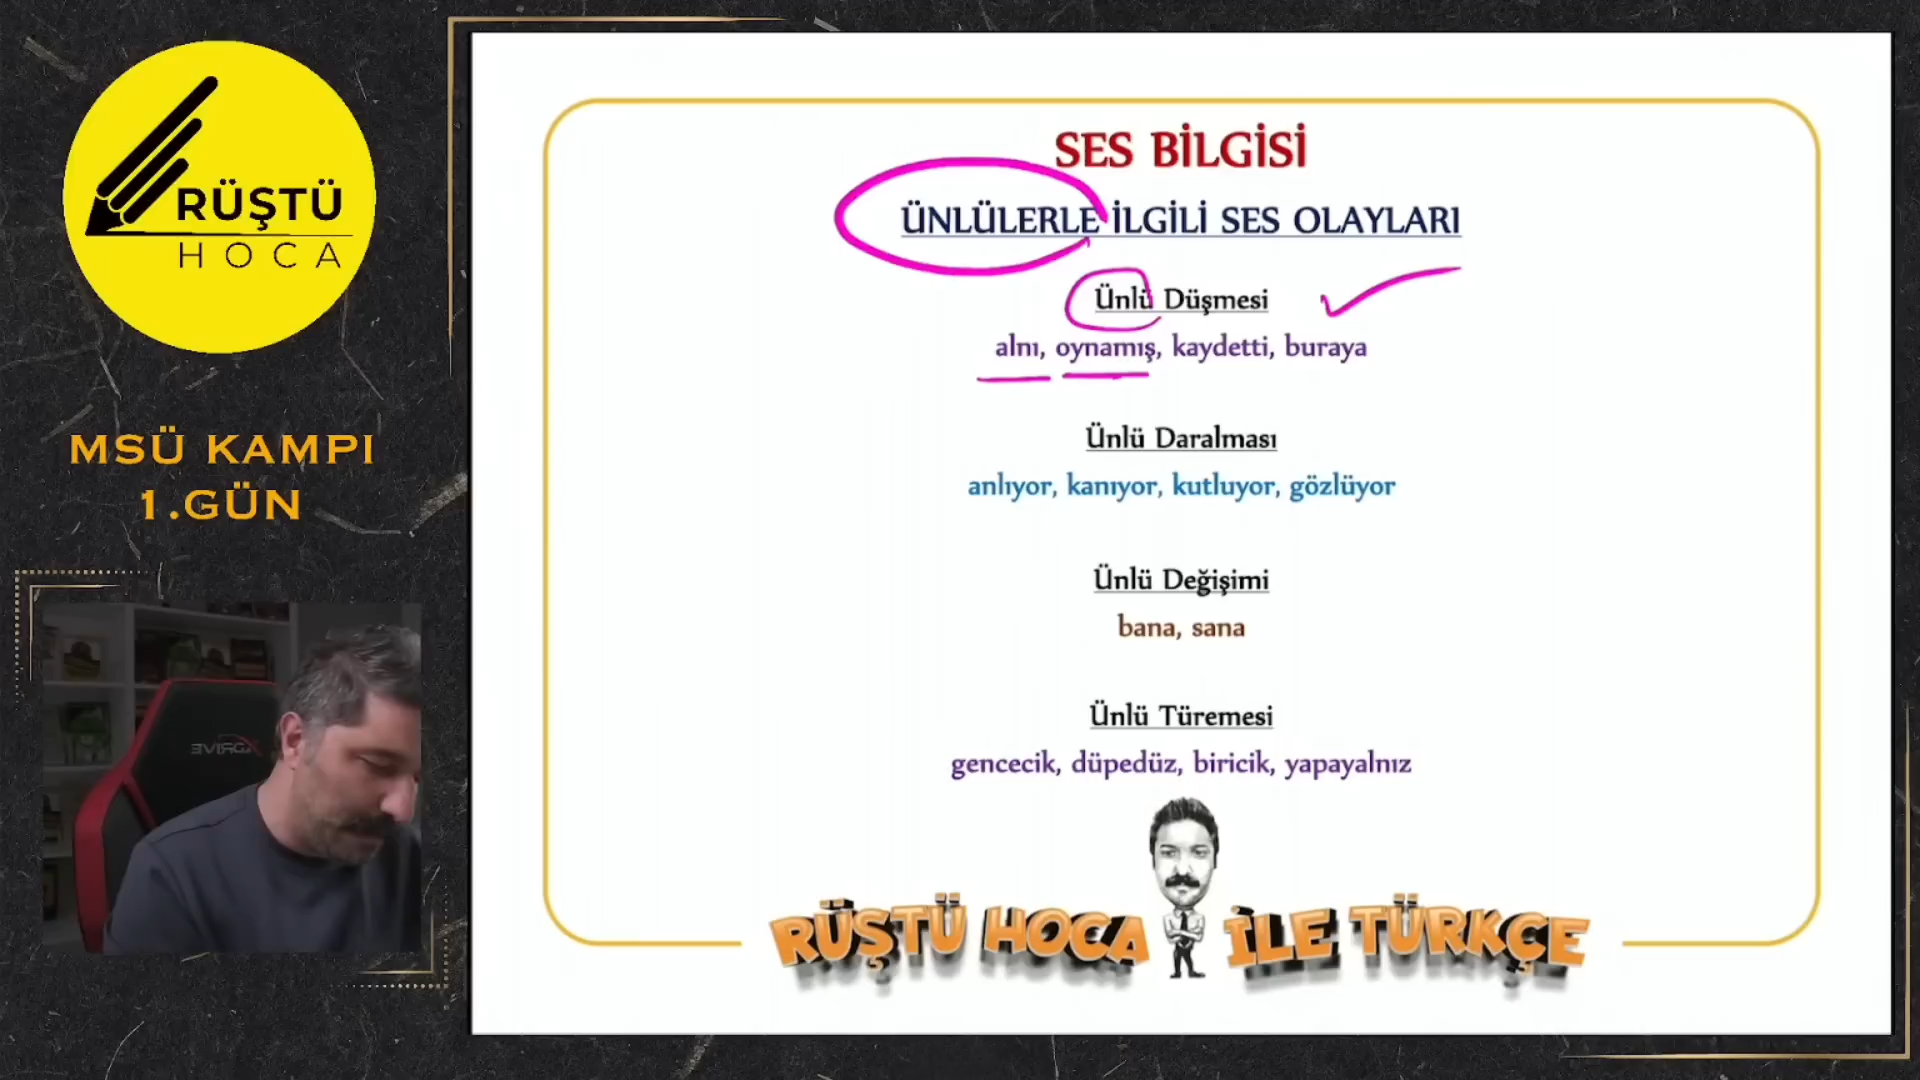 RÜŞTÜ
HOCA
MSÜ KAMPI
1.GÜN
XDRIVE
SES BİLGİSİ
ÜNLÜLERLE İLGİLİ SES OLAYLARI
Ünlü Düşmesi
alnı, oynamış, kaydetti, buraya
Ünlü Daralması
anlıyor, kanıyor, kutluyor, gözlüyor
Ünlü Değişimi
bana, sana
Ünlü Türemesi
gencecik, düpedüz, biricik, yapayalnız
RÜŞTÜ HOCA İLE TÜRKÇE